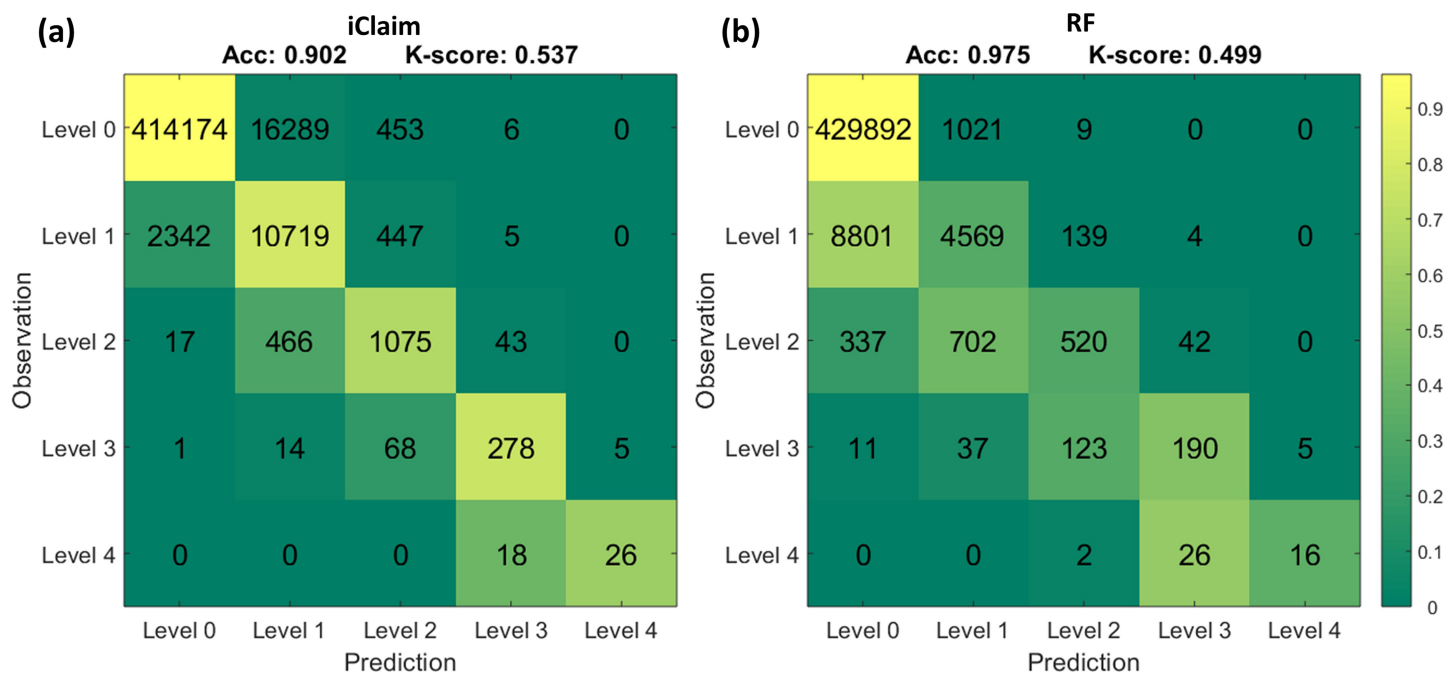 (a) iClaim
Acc: 0.902 K-score: 0.537
Level 0 414174 16289 453 6 0
Level 1 2342 10719 447 5 0
Level 2 17 466 1075 43 0
Level 3 1 14 68 278 5
Level 4 0 0 0 18 26
Level 0 Level 1 Level 2 Level 3 Level 4
Prediction
Observation
(b) RF
Acc: 0.975 K-score: 0.499
Level 0 429892 1021 9 0 0
Level 1 8801 4569 139 4 0
Level 2 337 702 520 42 0
Level 3 11 37 123 190 5
Level 4 0 0 2 26 16
Level 0 Level 1 Level 2 Level 3 Level 4
Prediction
Observation
0.9
0.8
0.7
0.6
0.5
0.4
0.3
0.2
0.1
0